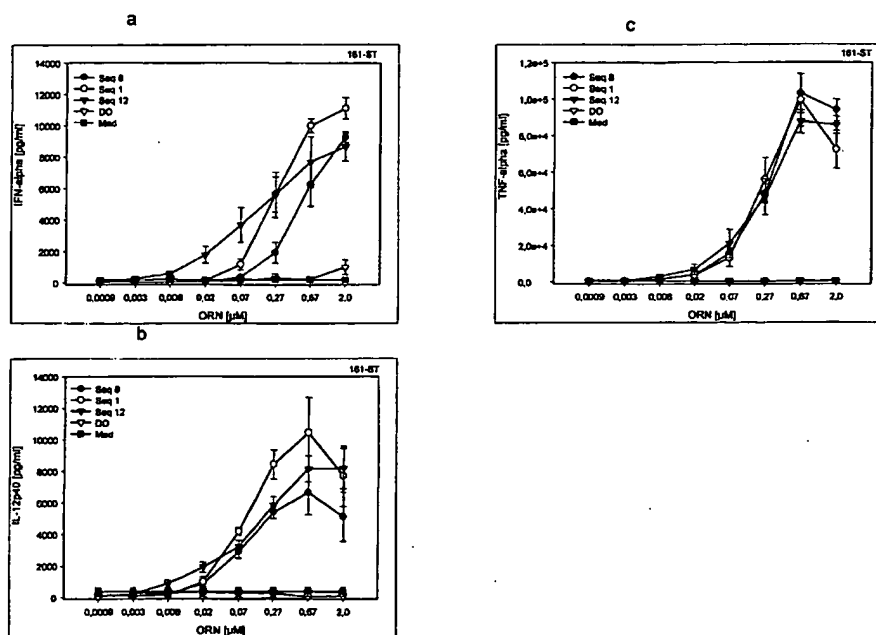 a
161-ST
14000
12000
10000
8000
6000
4000
2000
0
IFN-alpha [pg/ml]
Seq 8
Seq 1
Seq 12
DO
Med
0,0009 0,003 0,008 0,02 0,07 0,27 0,67 2,0
ORN [µM]
b
161-ST
14000
12000
10000
8000
6000
4000
2000
0
IL-12p40 [pg/ml]
Seq 8
Seq 1
Seq 12
DO
Med
0,0009 0,003 0,008 0,02 0,07 0,27 0,67 2,0
ORN [µM]
c
161-ST
1,2e+5
1,0e+5
8,0e+4
6,0e+4
4,0e+4
2,0e+4
0,0
TNF-alpha [pg/ml]
Seq 8
Seq 1
Seq 12
DO
Med
0,0009 0,003 0,008 0,02 0,07 0,27 0,67 2,0
ORN [µM]